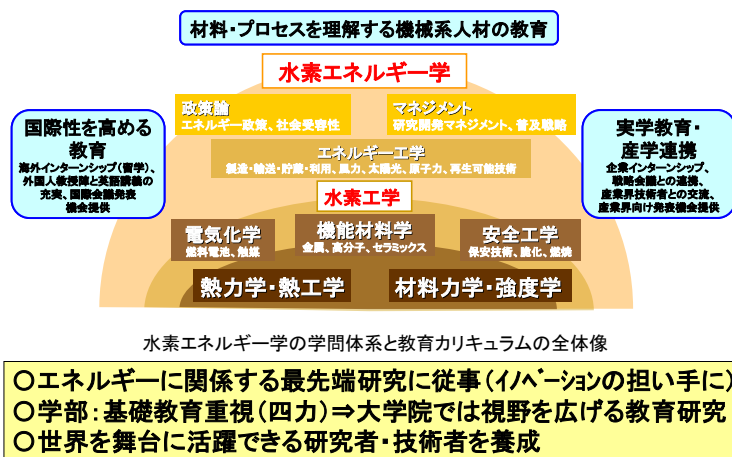 材料・プロセスを理解する機械系人材の教育
水素エネルギー学
政策論
エネルギー政策、社会受容性
マネジメント
研究開発マネジメント、普及戦略
国際性を高める
教育
海外インターンシップ（留学）、
外国人教授陣と英語講義の
充実、国際会議発表
機会提供
実学教育・
産学連携
企業インターンシップ、
戦略会議との連携、
産業界技術者との交流、
産業界向け発表機会提供
エネルギー工学
製造・輸送・貯蔵・利用、風力、太陽光、原子力、再生可能技術
水素工学
電気化学
燃料電池、触媒
機能材料学
金属、高分子、セラミックス
安全工学
保安技術、脆化、燃焼
熱力学・熱工学
材料力学・強度学
水素エネルギー学の学問体系と教育カリキュラムの全体像
○エネルギーに関係する最先端研究に従事（ｲﾉﾍﾞｰｼｮﾝの担い手に）
○学部：基礎教育重視（四力）⇒大学院では視野を広げる教育研究
○世界を舞台に活躍できる研究者・技術者を養成